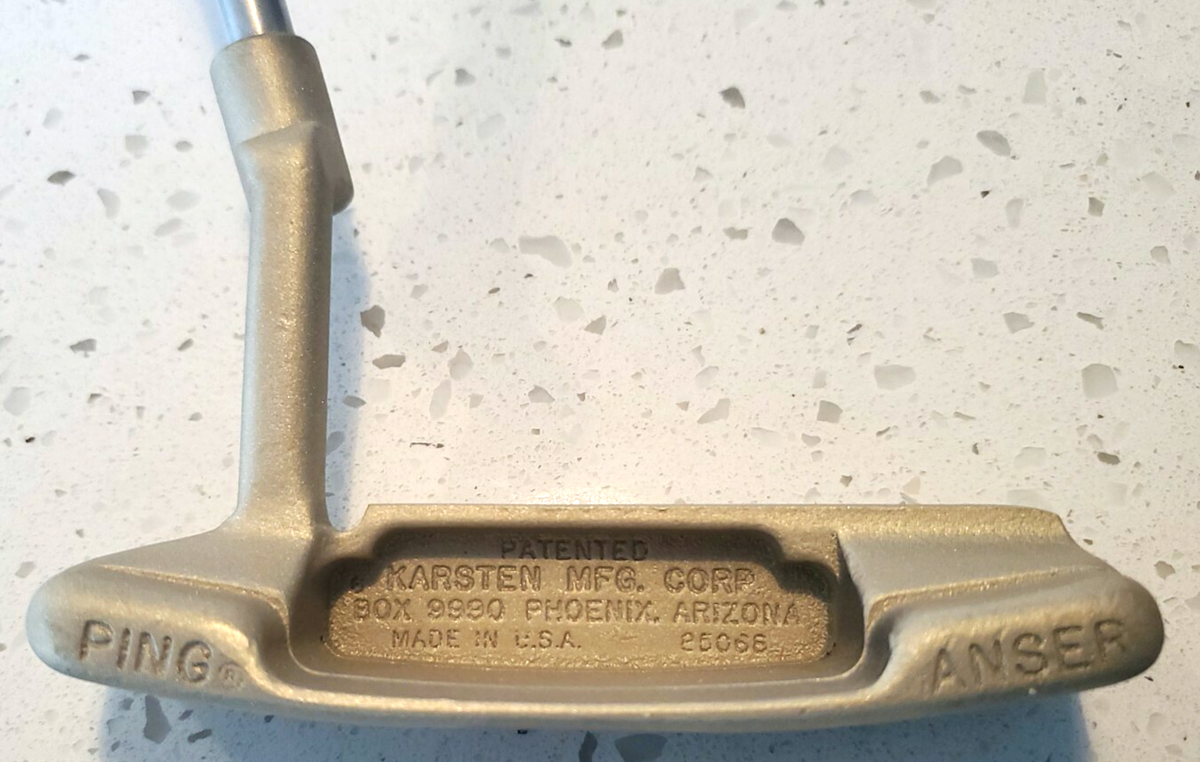 PATENTED
KARSTEN MFG. CORP.
BOX 9990 PHOENIX, ARIZONA
MADE IN U.S.A. 85068
PING®
ANSER